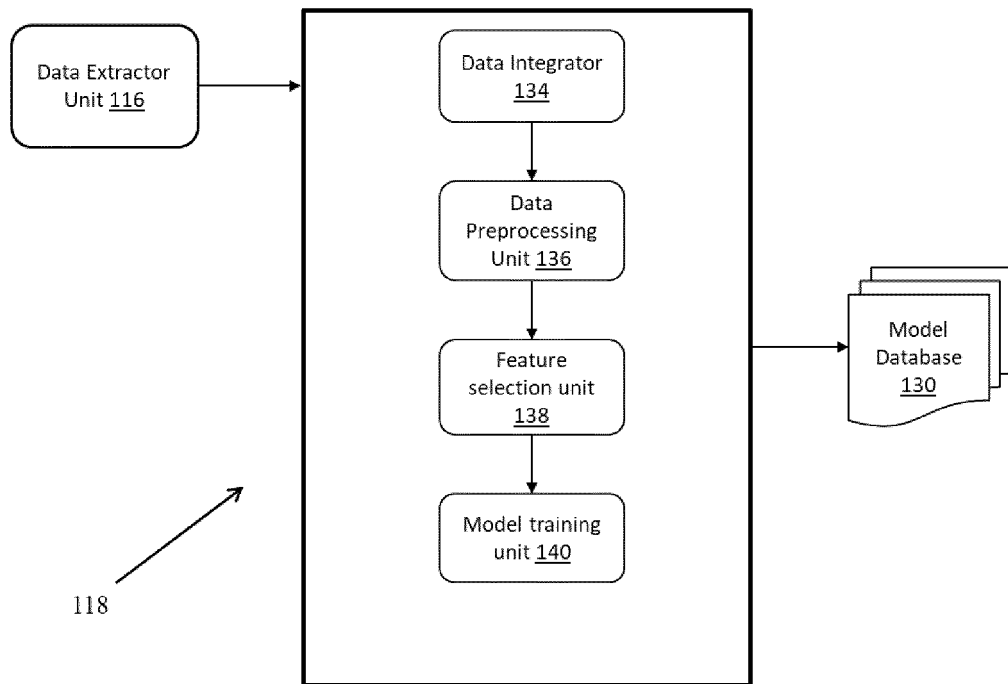 Data Extractor
Unit 116
Data Integrator
134
Data
Preprocessing
Unit 136
Feature
selection unit
138
Model training
unit 140
Model
Database
130
118